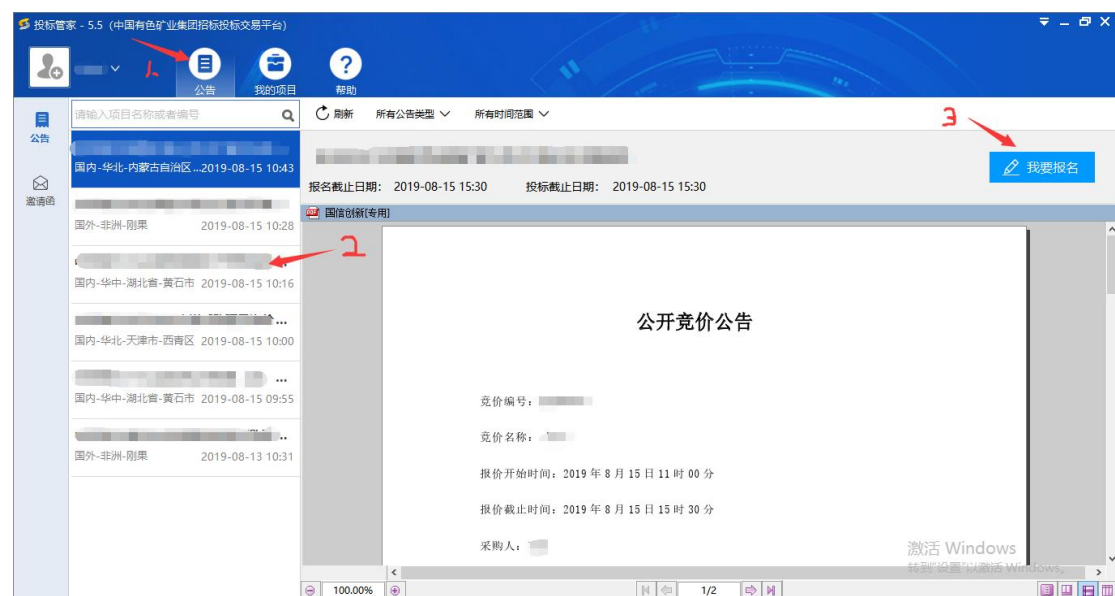 投标管家 - 5.5（中国有色矿业集团招标投标交易平台）
1、
公告
我的项目
帮助
公告
邀请函
请输入项目名称或者编号
国内-华北-内蒙古自治区...2019-08-15 10:43
国外-非洲-刚果 2019-08-15 10:28
2
国内-华中-湖北省-黄石市 2019-08-15 10:16
...
国内-华北-天津市-西青区 2019-08-15 10:00
...
国内-华中-湖北省-黄石市 2019-08-15 09:55
国外-非洲-刚果 2019-08-13 10:31
刷新 所有公告类型 所有时间范围
3
我要报名
报名截止日期： 2019-08-15 15:30 投标截止日期： 2019-08-15 15:30
国信创新[专用]
公开竞价公告
竞价编号：
竞价名称：
报价开始时间：2019 年 8 月 15 日 11 时 00 分
报价截止时间：2019 年 8 月 15 日 15 时 30 分
采购人：
激活 Windows
转到"设置"以激活 Windows。
100.00% 1/2